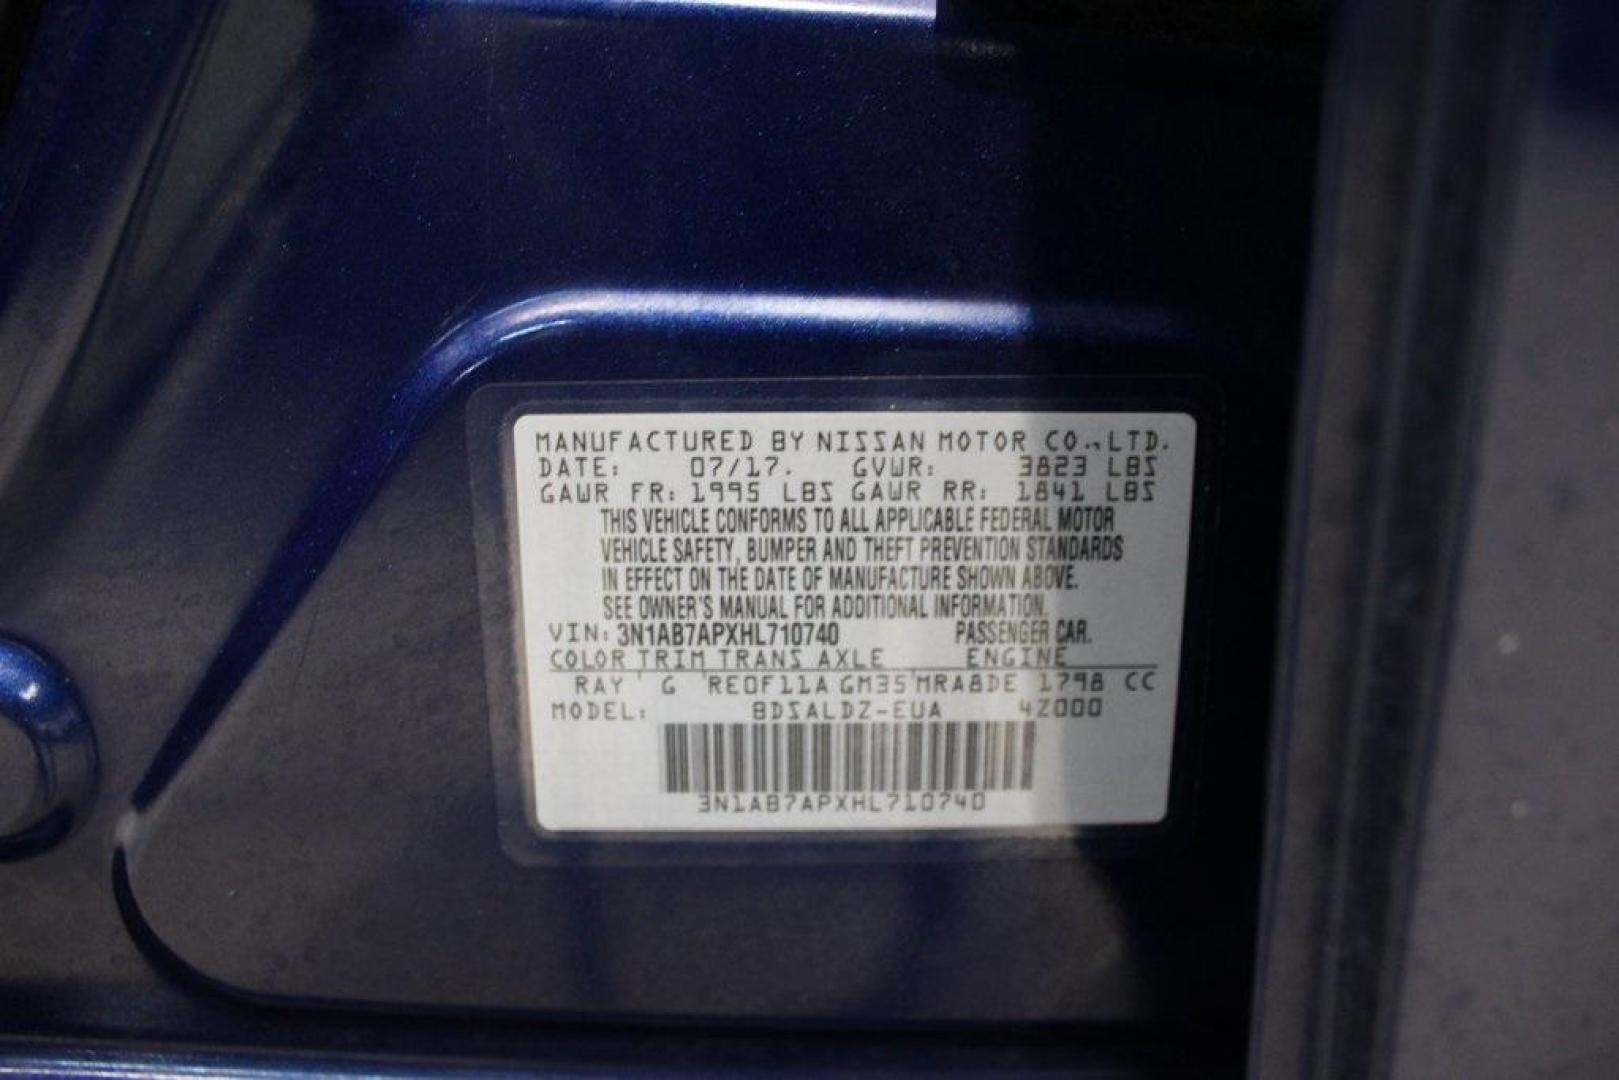 MANUFACTURED BY NISSAN MOTOR CO., LTD.
DATE: 07/17. GVWR: 3823 LBS
GAWR FR: 1995 LBS GAWR RR: 1841 LBS
THIS VEHICLE CONFORMS TO ALL APPLICABLE FEDERAL MOTOR
VEHICLE SAFETY, BUMPER AND THEFT PREVENTION STANDARDS
IN EFFECT ON THE DATE OF MANUFACTURE SHOWN ABOVE.
SEE OWNER'S MANUAL FOR ADDITIONAL INFORMATION.
VIN: 3N1AB7APXHL710740 PASSENGER CAR.
COLOR TRIM TRANS AXLE ENGINE
RAY ' G RE0F11A GM35'MRA8DE 1798 CC
MODEL: BDSALDZ-EUA 4Z000
3N1AB7APXHL710740